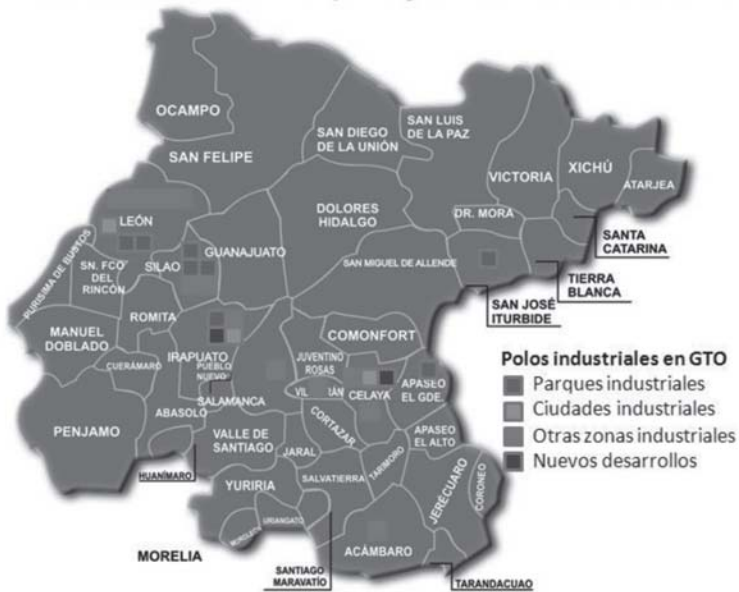 OCAMPO
SAN FELIPE
SAN DIEGO
DE LA UNIÓN
SAN LUIS
DE LA PAZ
VICTORIA
XICHÚ
ATARJEA
LEÓN
DOLORES
HIDALGO
DR. MORA
SANTA
CATARINA
PURISIMA DE BUSTOS
SN. FCO
DEL
RINCÓN
SILAO
GUANAJUATO
SAN MIGUEL DE ALLENDE
TIERRA
BLANCA
SAN JOSÉ
ITURBIDE
MANUEL
DOBLADO
ROMITA
COMONFORT
CUERÁMARO
IRAPUATO
PUEBLO
NUEVO
JUVENTINO
ROSAS
VIL
CELAYA
APASEO
EL GDE.
PENJAMO
ABASOLO
SALAMANCA
CORTAZAR
APASEO
EL ALTO
HUANÍMARO
VALLE DE
SANTIAGO
JARAL
TARIMORO
JERÉCUARO
CORONEO
YURIRIA
SALVATIERRA
URIANGATO
MORELIA
ACÁMBARO
SANTIAGO
MARAVATÍO
TARANDACUAO
Polos industriales en GTO
Parques industriales
Ciudades industriales
Otras zonas industriales
Nuevos desarrollos